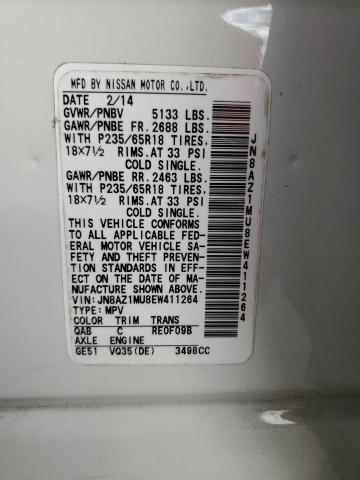 MFD BY NISSAN MOTOR CO.,LTD.
DATE 2/14
GVWR/PNBV 5133 LBS.
GAWR/PNBE FR. 2688 LBS.
WITH P235/65R18 TIRES.
18X7½ RIMS. AT 33 PSI
COLD SINGLE.
GAWR/PNBE RR. 2463 LBS.
WITH P235/65R18 TIRES.
18X7½ RIMS. AT 33 PSI
COLD SINGLE.
THIS VEHICLE CONFORMS
TO ALL APPLICABLE FED-
ERAL MOTOR VEHICLE SA-
FETY AND THEFT PREVENTI-
ON STANDARDS IN EFF-
ECT ON THE DATE OF MA-
NUFACTURE SHOWN ABOVE.
VIN: JN8AZ1MU8EW411264
TYPE: MPV
COLOR TRIM TRANS
QAB C RE0F09B
AXLE ENGINE
GE51 VQ35(DE) 3498CC
JN8AZ1MU8EW411264